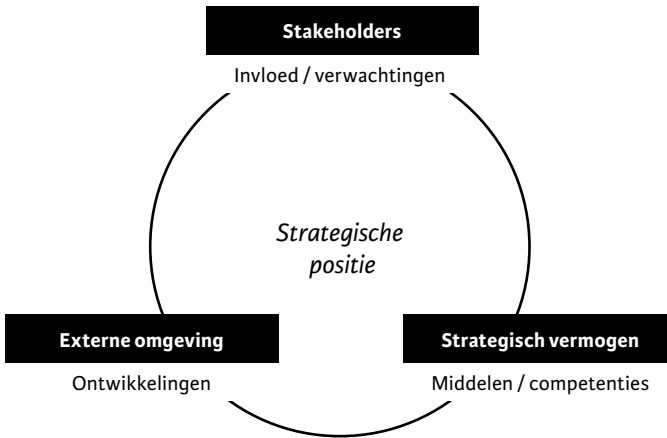 Stakeholders
Invloed / verwachtingen
Strategische
positie
Externe omgeving
Strategisch vermogen
Ontwikkelingen
Middelen / competenties